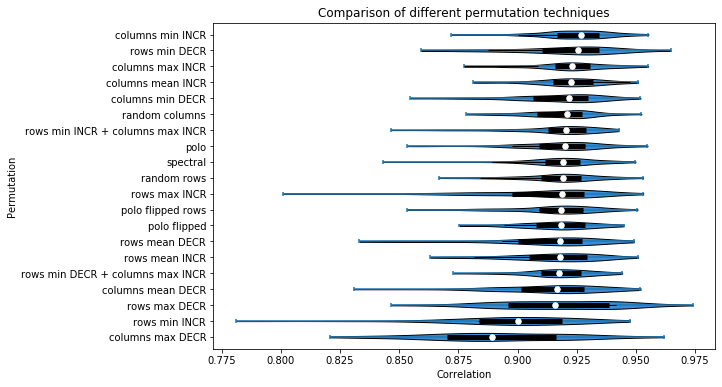 Comparison of different permutation techniques
Permutation
columns min INCR
rows min DECR
columns max INCR
columns mean INCR
columns min DECR
random columns
rows min INCR + columns max INCR
polo
spectral
random rows
rows max INCR
polo flipped rows
polo flipped
rows mean DECR
rows mean INCR
rows min DECR + columns max INCR
columns mean DECR
rows max DECR
rows min INCR
columns max DECR
0.775 0.800 0.825 0.850 0.875 0.900 0.925 0.950 0.975
Correlation